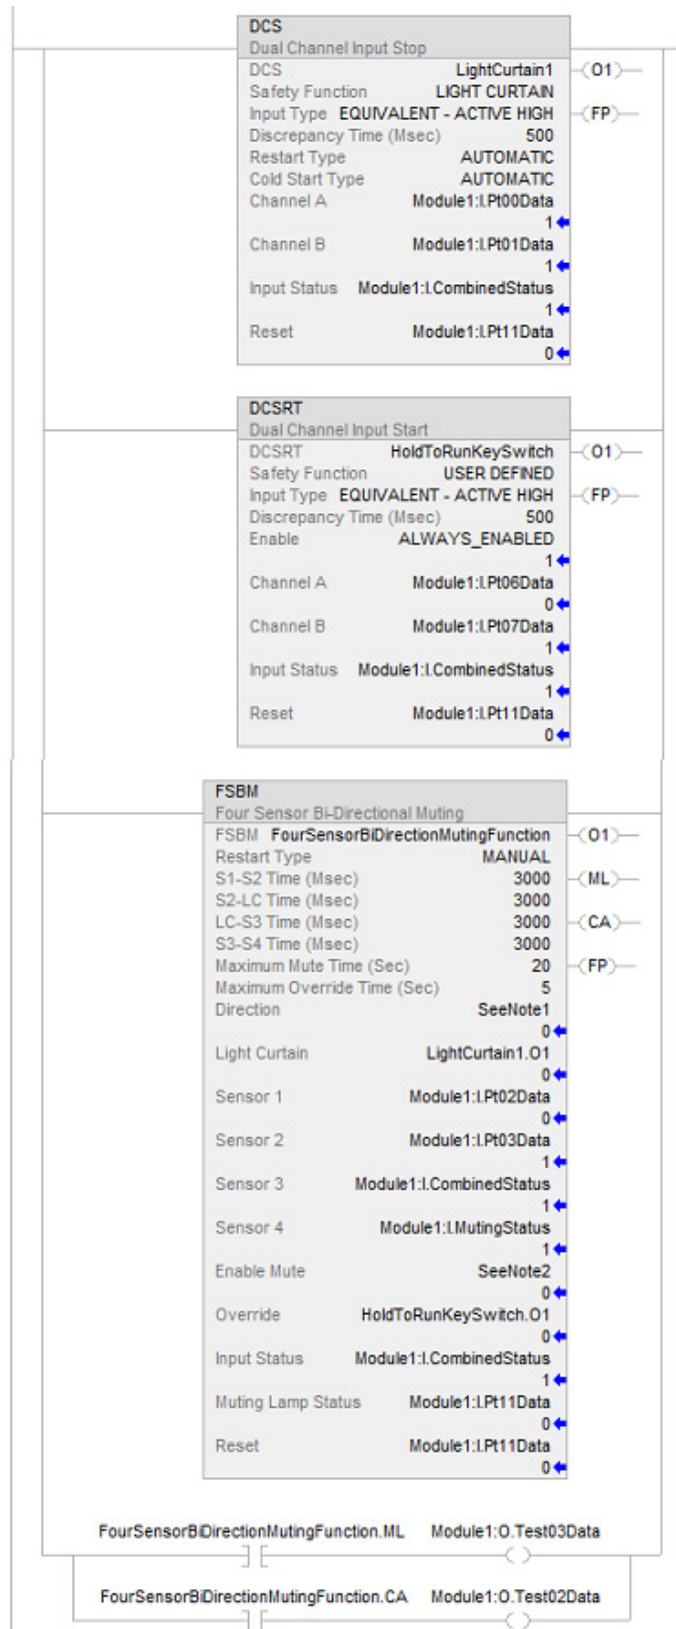 DCS
Dual Channel Input Stop
DCS LightCurtain1 (O1)
Safety Function LIGHT CURTAIN
Input Type EQUIVALENT - ACTIVE HIGH (FP)
Discrepancy Time (Msec) 500
Restart Type AUTOMATIC
Cold Start Type AUTOMATIC
Channel A Module1:I.Pt00Data
1
Channel B Module1:I.Pt01Data
1
Input Status Module1:I.CombinedStatus
1
Reset Module1:I.Pt11Data
0
DCSRT
Dual Channel Input Start
DCSRT HoldToRunKeySwitch (O1)
Safety Function USER DEFINED
Input Type EQUIVALENT - ACTIVE HIGH (FP)
Discrepancy Time (Msec) 500
Enable ALWAYS_ENABLED
1
Channel A Module1:I.Pt06Data
0
Channel B Module1:I.Pt07Data
1
Input Status Module1:I.CombinedStatus
1
Reset Module1:I.Pt11Data
0
FSBM
Four Sensor Bi-Directional Muting
FSBM FourSensorBiDirectionMutingFunction (O1)
Restart Type MANUAL
S1-S2 Time (Msec) 3000 (ML)
S2-LC Time (Msec) 3000
LC-S3 Time (Msec) 3000 (CA)
S3-S4 Time (Msec) 3000
Maximum Mute Time (Sec) 20 (FP)
Maximum Override Time (Sec) 5
Direction SeeNote1
0
Light Curtain LightCurtain1.O1
0
Sensor 1 Module1:I.Pt02Data
0
Sensor 2 Module1:I.Pt03Data
1
Sensor 3 Module1:I.CombinedStatus
1
Sensor 4 Module1:I.MutingStatus
1
Enable Mute SeeNote2
0
Override HoldToRunKeySwitch.O1
0
Input Status Module1:I.CombinedStatus
1
Muting Lamp Status Module1:I.Pt11Data
0
Reset Module1:I.Pt11Data
0
FourSensorBiDirectionMutingFunction.ML Module1:O.Test03Data
FourSensorBiDirectionMutingFunction.CA Module1:O.Test02Data